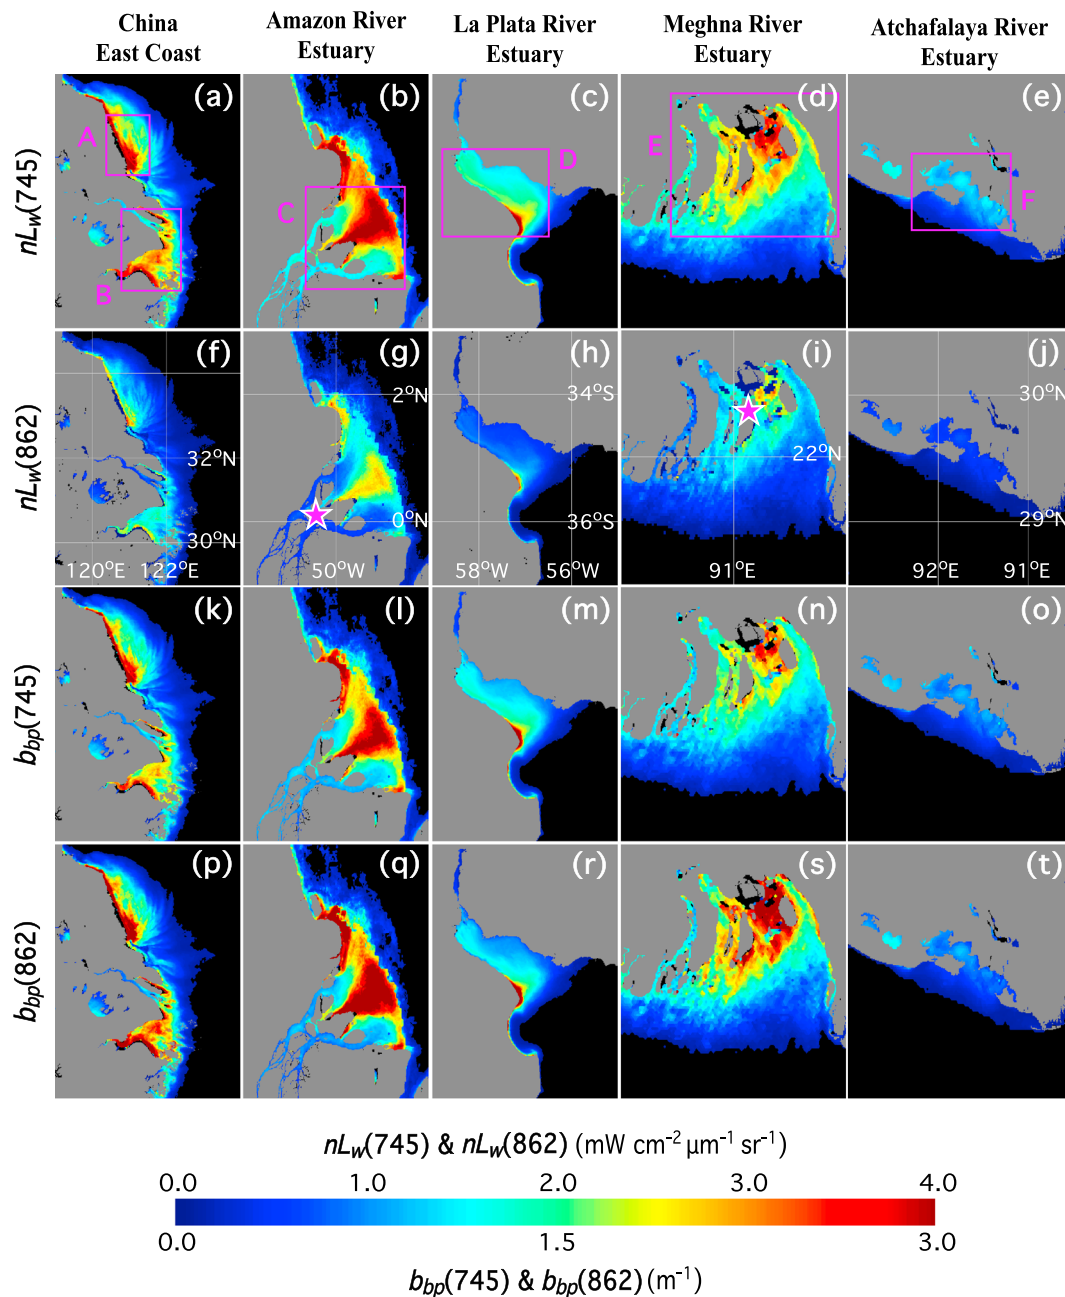 China
East Coast
Amazon River
Estuary
La Plata River
Estuary
Meghna River
Estuary
Atchafalaya River
Estuary
nLw(745)
(a)
A
B
(b)
C
(c)
D
(d)
E
(e)
F
nLw(862)
(f)
32°N
30°N
120°E 122°E
(g)
2°N
0°N
50°W
(h)
34°S
36°S
58°W 56°W
(i)
22°N
91°E
(j)
30°N
29°N
92°E 91°E
bbp(745)
(k)
(l)
(m)
(n)
(o)
bbp(862)
(p)
(q)
(r)
(s)
(t)
nLw(745) & nLw(862) (mW cm⁻² μm⁻¹ sr⁻¹)
0.0 1.0 2.0 3.0 4.0
0.0 1.5 3.0
bbp(745) & bbp(862) (m⁻¹)